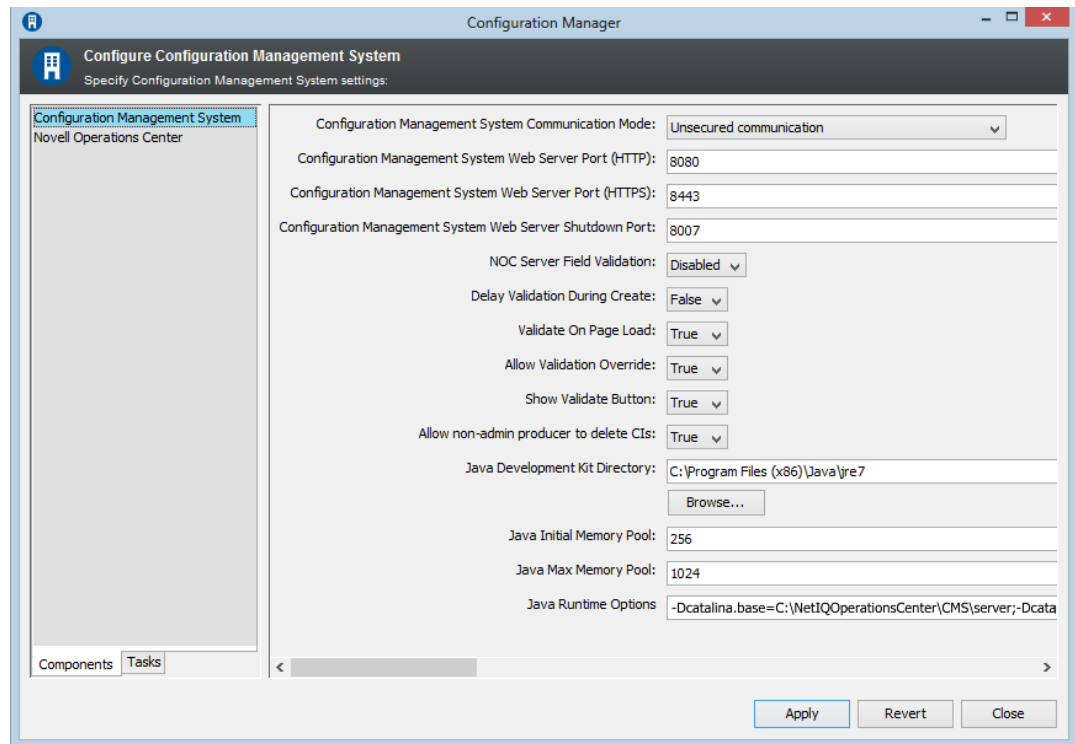 Configuration Manager
Configure Configuration Management System
Specify Configuration Management System settings:
Configuration Management System
Novell Operations Center
Configuration Management System Communication Mode: Unsecured communication
Configuration Management System Web Server Port (HTTP): 8080
Configuration Management System Web Server Port (HTTPS): 8443
Configuration Management System Web Server Shutdown Port: 8007
NOC Server Field Validation: Disabled
Delay Validation During Create: False
Validate On Page Load: True
Allow Validation Override: True
Show Validate Button: True
Allow non-admin producer to delete CIs: True
Java Development Kit Directory: C:\Program Files (x86)\Java\jre7
Browse...
Java Initial Memory Pool: 256
Java Max Memory Pool: 1024
Java Runtime Options -Dcatalina.base=C:\NetIQOperationsCenter\CMS\server;-Dcata
Components Tasks
Apply Revert Close